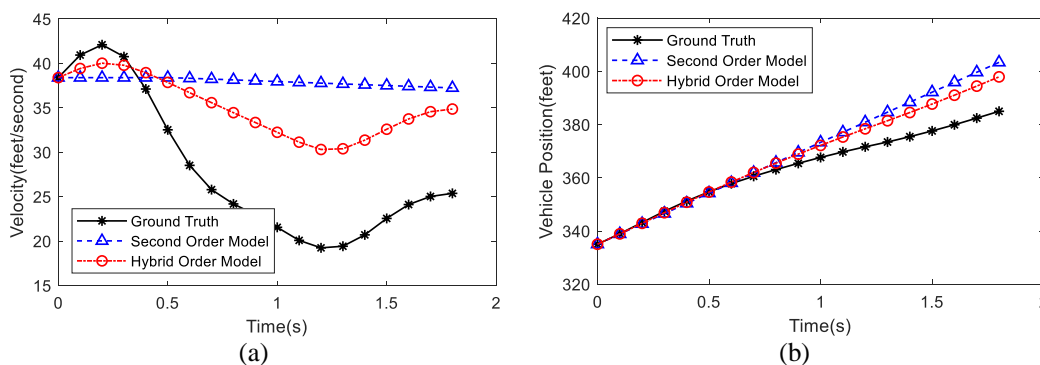 45
40
35
30
25
20
15
Velocity(feet/second)
Ground Truth
Second Order Model
Hybrid Order Model
0
0.5
1
1.5
2
Time(s)
(a)
420
400
380
360
340
320
Vehicle Position(feet)
Ground Truth
Second Order Model
Hybrid Order Model
0
0.5
1
1.5
Time(s)
(b)